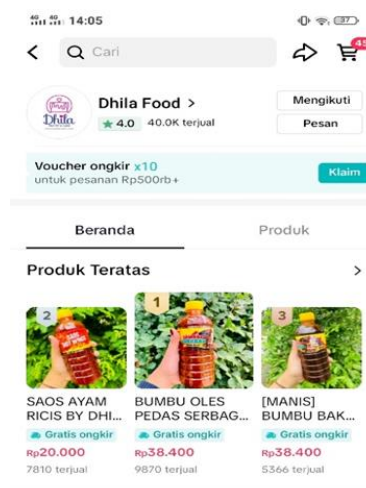 14:05
37
Cari
45
Dhila Food >
4.0 40.0K terjual
Mengikuti
Pesan
Dhilla
Voucher ongkir x10
untuk pesanan Rp500rb+
Klaim
Beranda Produk
Produk Teratas >
2 1 3
SAOS AYAM
RICIS BY DHI...
Gratis ongkir
Rp20.000
7810 terjual
BUMBU OLES
PEDAS SERBAG...
Gratis ongkir
Rp38.400
9870 terjual
[MANIS]
BUMBU BAK...
Gratis ongkir
Rp38.400
5366 terjual